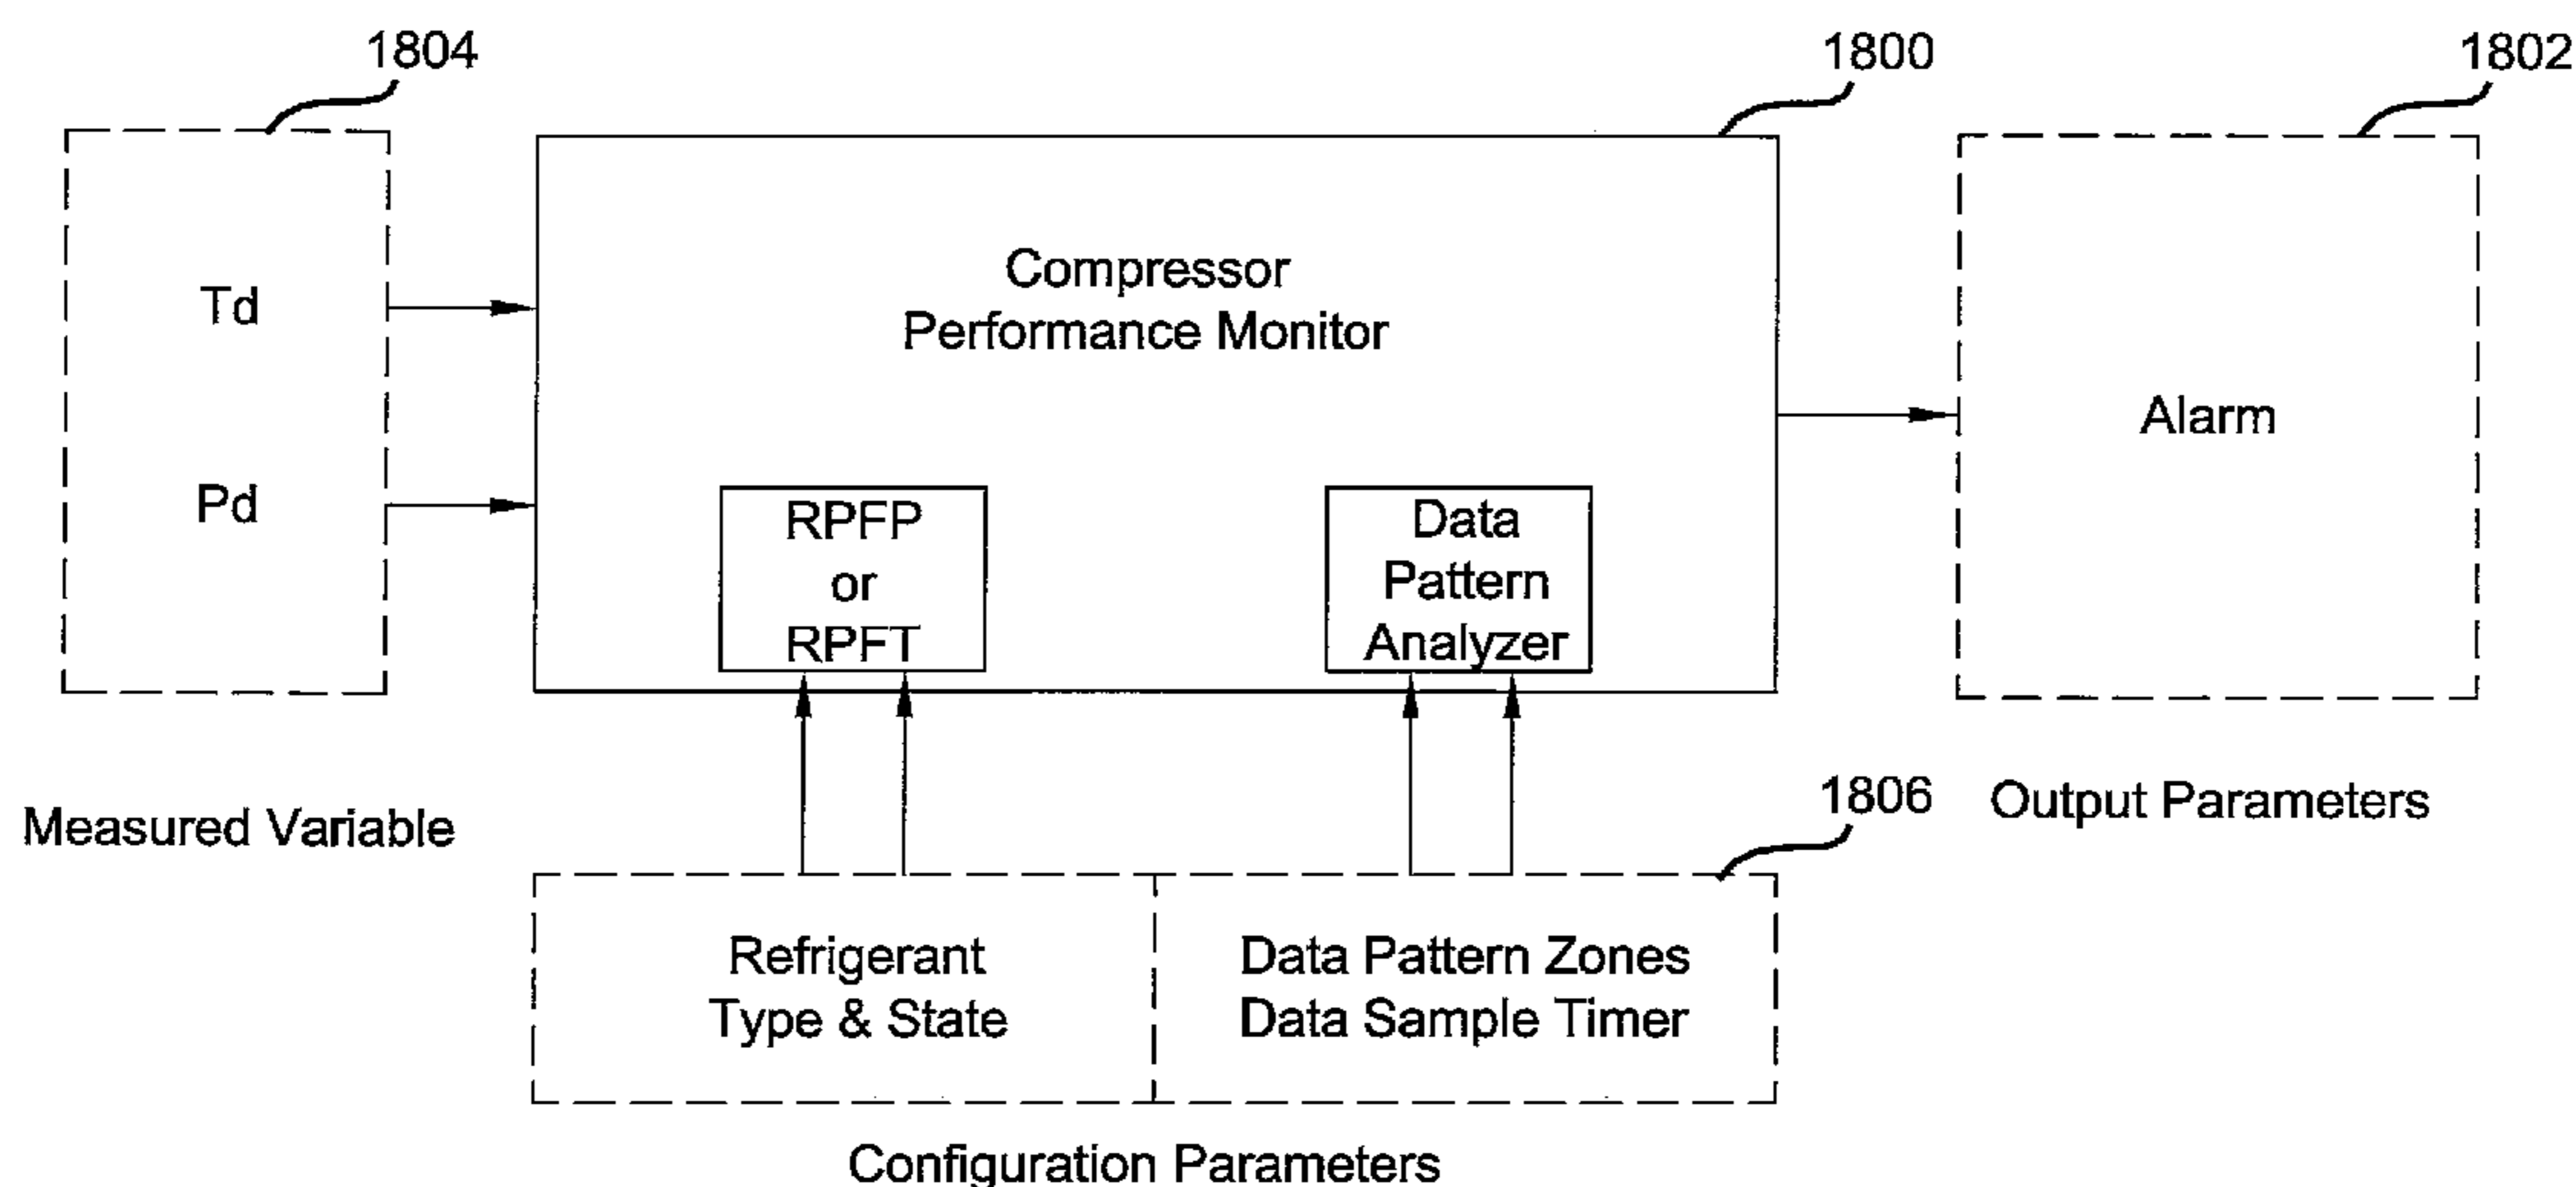 1804
1800
1802
Td
Pd
Compressor
Performance Monitor
RPFP
or
RPFT
Data
Pattern
Analyzer
Alarm
Measured Variable
1806
Output Parameters
Refrigerant
Type & State
Data Pattern Zones
Data Sample Timer
Configuration Parameters